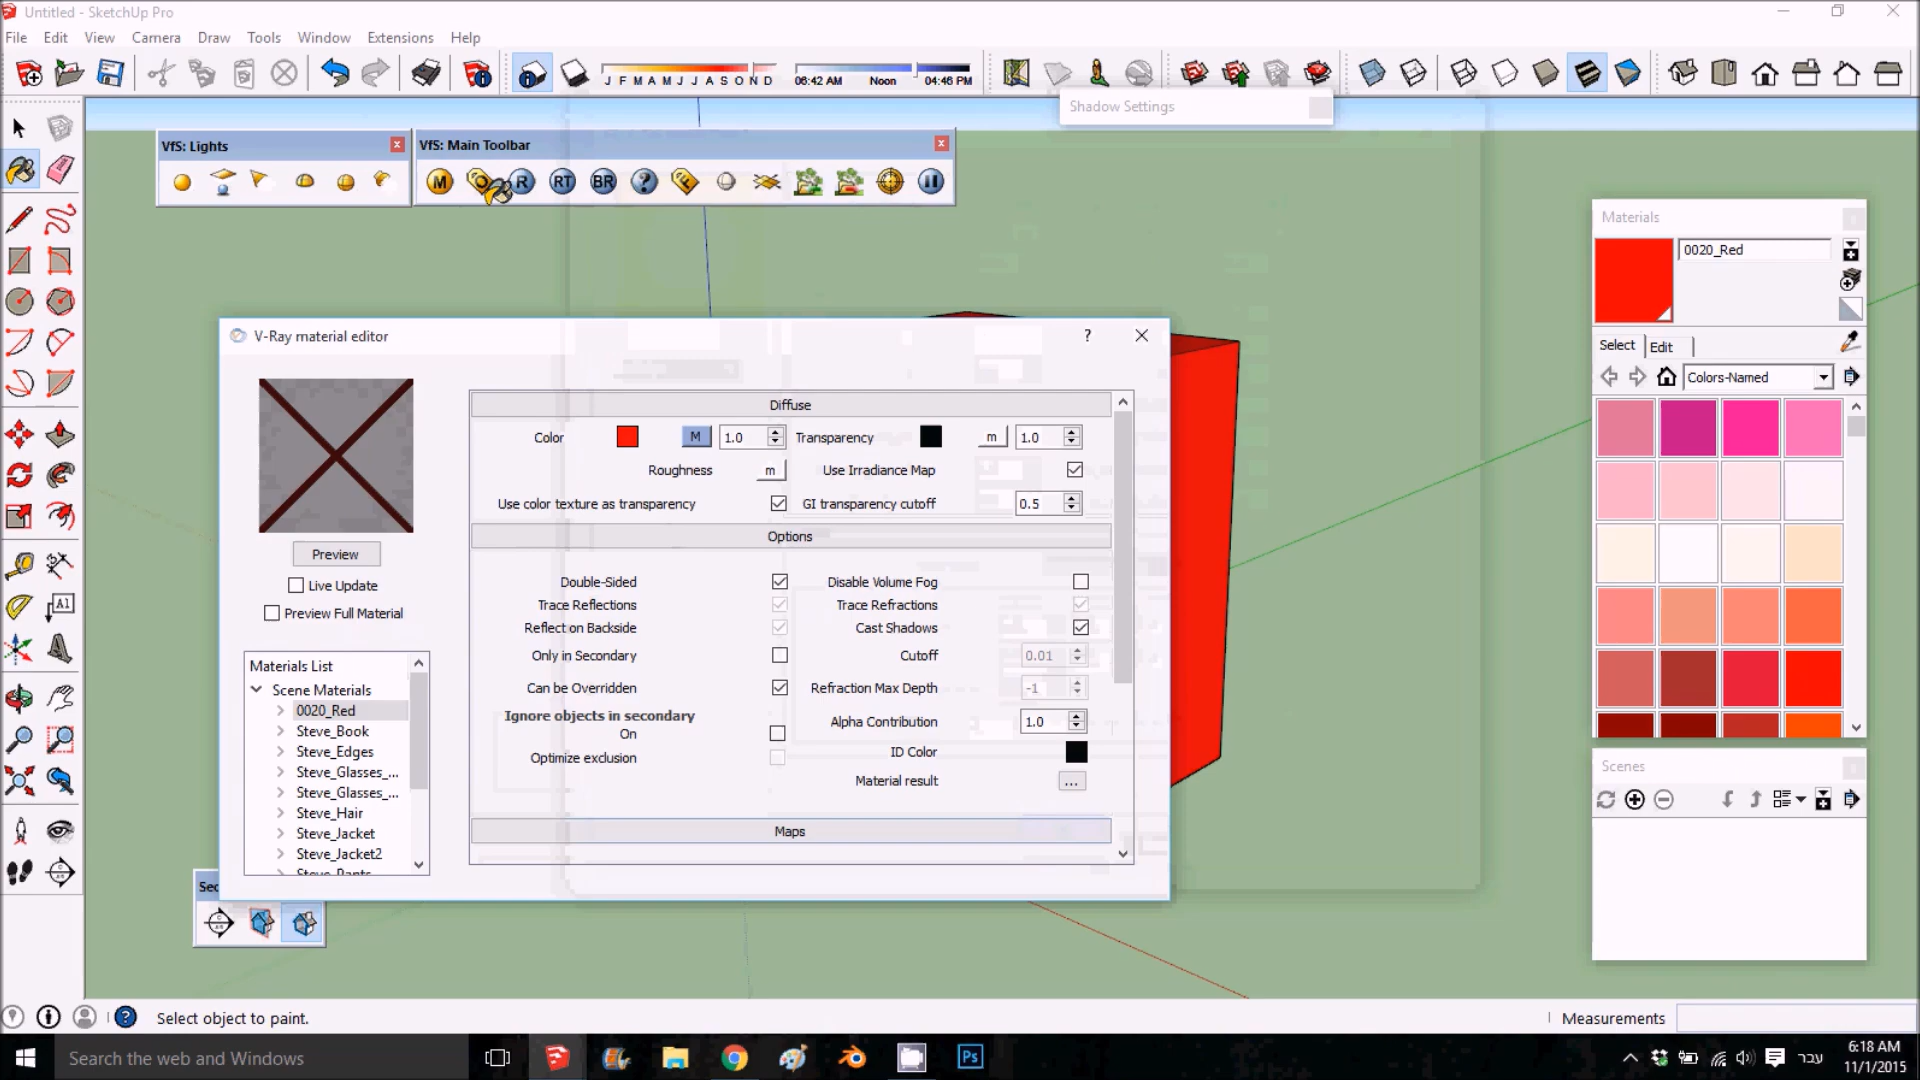 Untitled - SketchUp Pro
File Edit View Camera Draw Tools Window Extensions Help
J F M A M J J A S O N D 06:42 AM Noon 04:46 PM
Shadow Settings
VfS: Lights
VfS: Main Toolbar
M R RT BR ?
Materials
0020_Red
Select Edit
Colors-Named
V-Ray material editor ?
Diffuse
Color M 1.0 Transparency m 1.0
Roughness m Use Irradiance Map
Use color texture as transparency GI transparency cutoff 0.5
Options
Preview
Live Update
Preview Full Material
Double-Sided Disable Volume Fog
Trace Reflections Trace Refractions
Reflect on Backside Cast Shadows
Only in Secondary Cutoff 0.01
Can be Overridden Refraction Max Depth -1
Ignore objects in secondary
On
Alpha Contribution 1.0
Optimize exclusion ID Color
Material result ...
Maps
Materials List
Scene Materials
0020_Red
Steve_Book
Steve_Edges
Steve_Glasses_...
Steve_Glasses_...
Steve_Hair
Steve_Jacket
Steve_Jacket2
Steve_Pants
Sec
Scenes
Select object to paint.
Measurements
Search the web and Windows
Ps
עבר
6:18 AM
11/1/2015